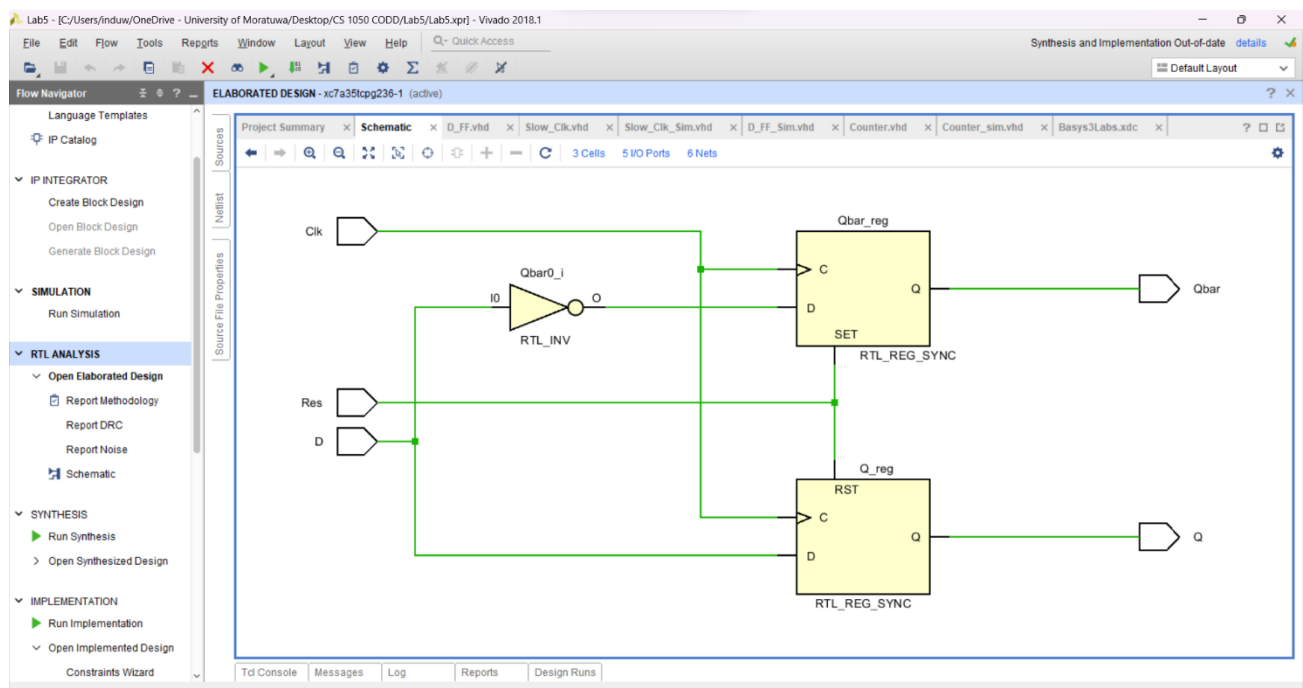 Lab5 - [C:/Users/induw/OneDrive - University of Moratuwa/Desktop/CS 1050 CODD/Lab5/Lab5.xpr] - Vivado 2018.1
File Edit Flow Tools Reports Window Layout View Help Quick Access
Synthesis and Implementation Out-of-date details
Default Layout
Flow Navigator
ELABORATED DESIGN - xc7a35tcpg236-1 (active)
Language Templates
IP Catalog
IP INTEGRATOR
Create Block Design
Open Block Design
Generate Block Design
SIMULATION
Run Simulation
RTL ANALYSIS
Open Elaborated Design
Report Methodology
Report DRC
Report Noise
Schematic
SYNTHESIS
Run Synthesis
Open Synthesized Design
IMPLEMENTATION
Run Implementation
Open Implemented Design
Constraints Wizard
Sources
Netlist
Source File Properties
Project Summary Schematic D_FF.vhd Slow_Clk.vhd Slow_Clk_Sim.vhd D_FF_Sim.vhd Counter.vhd Counter_sim.vhd Basys3Labs.xdc
3 Cells 5 I/O Ports 6 Nets
Qbar_reg
Clk
Qbar0_i
C
I0
O
Q
Qbar
D
RTL_INV
SET
RTL_REG_SYNC
Res
D
Q_reg
RST
C
Q
Q
D
RTL_REG_SYNC
Tcl Console Messages Log Reports Design Runs